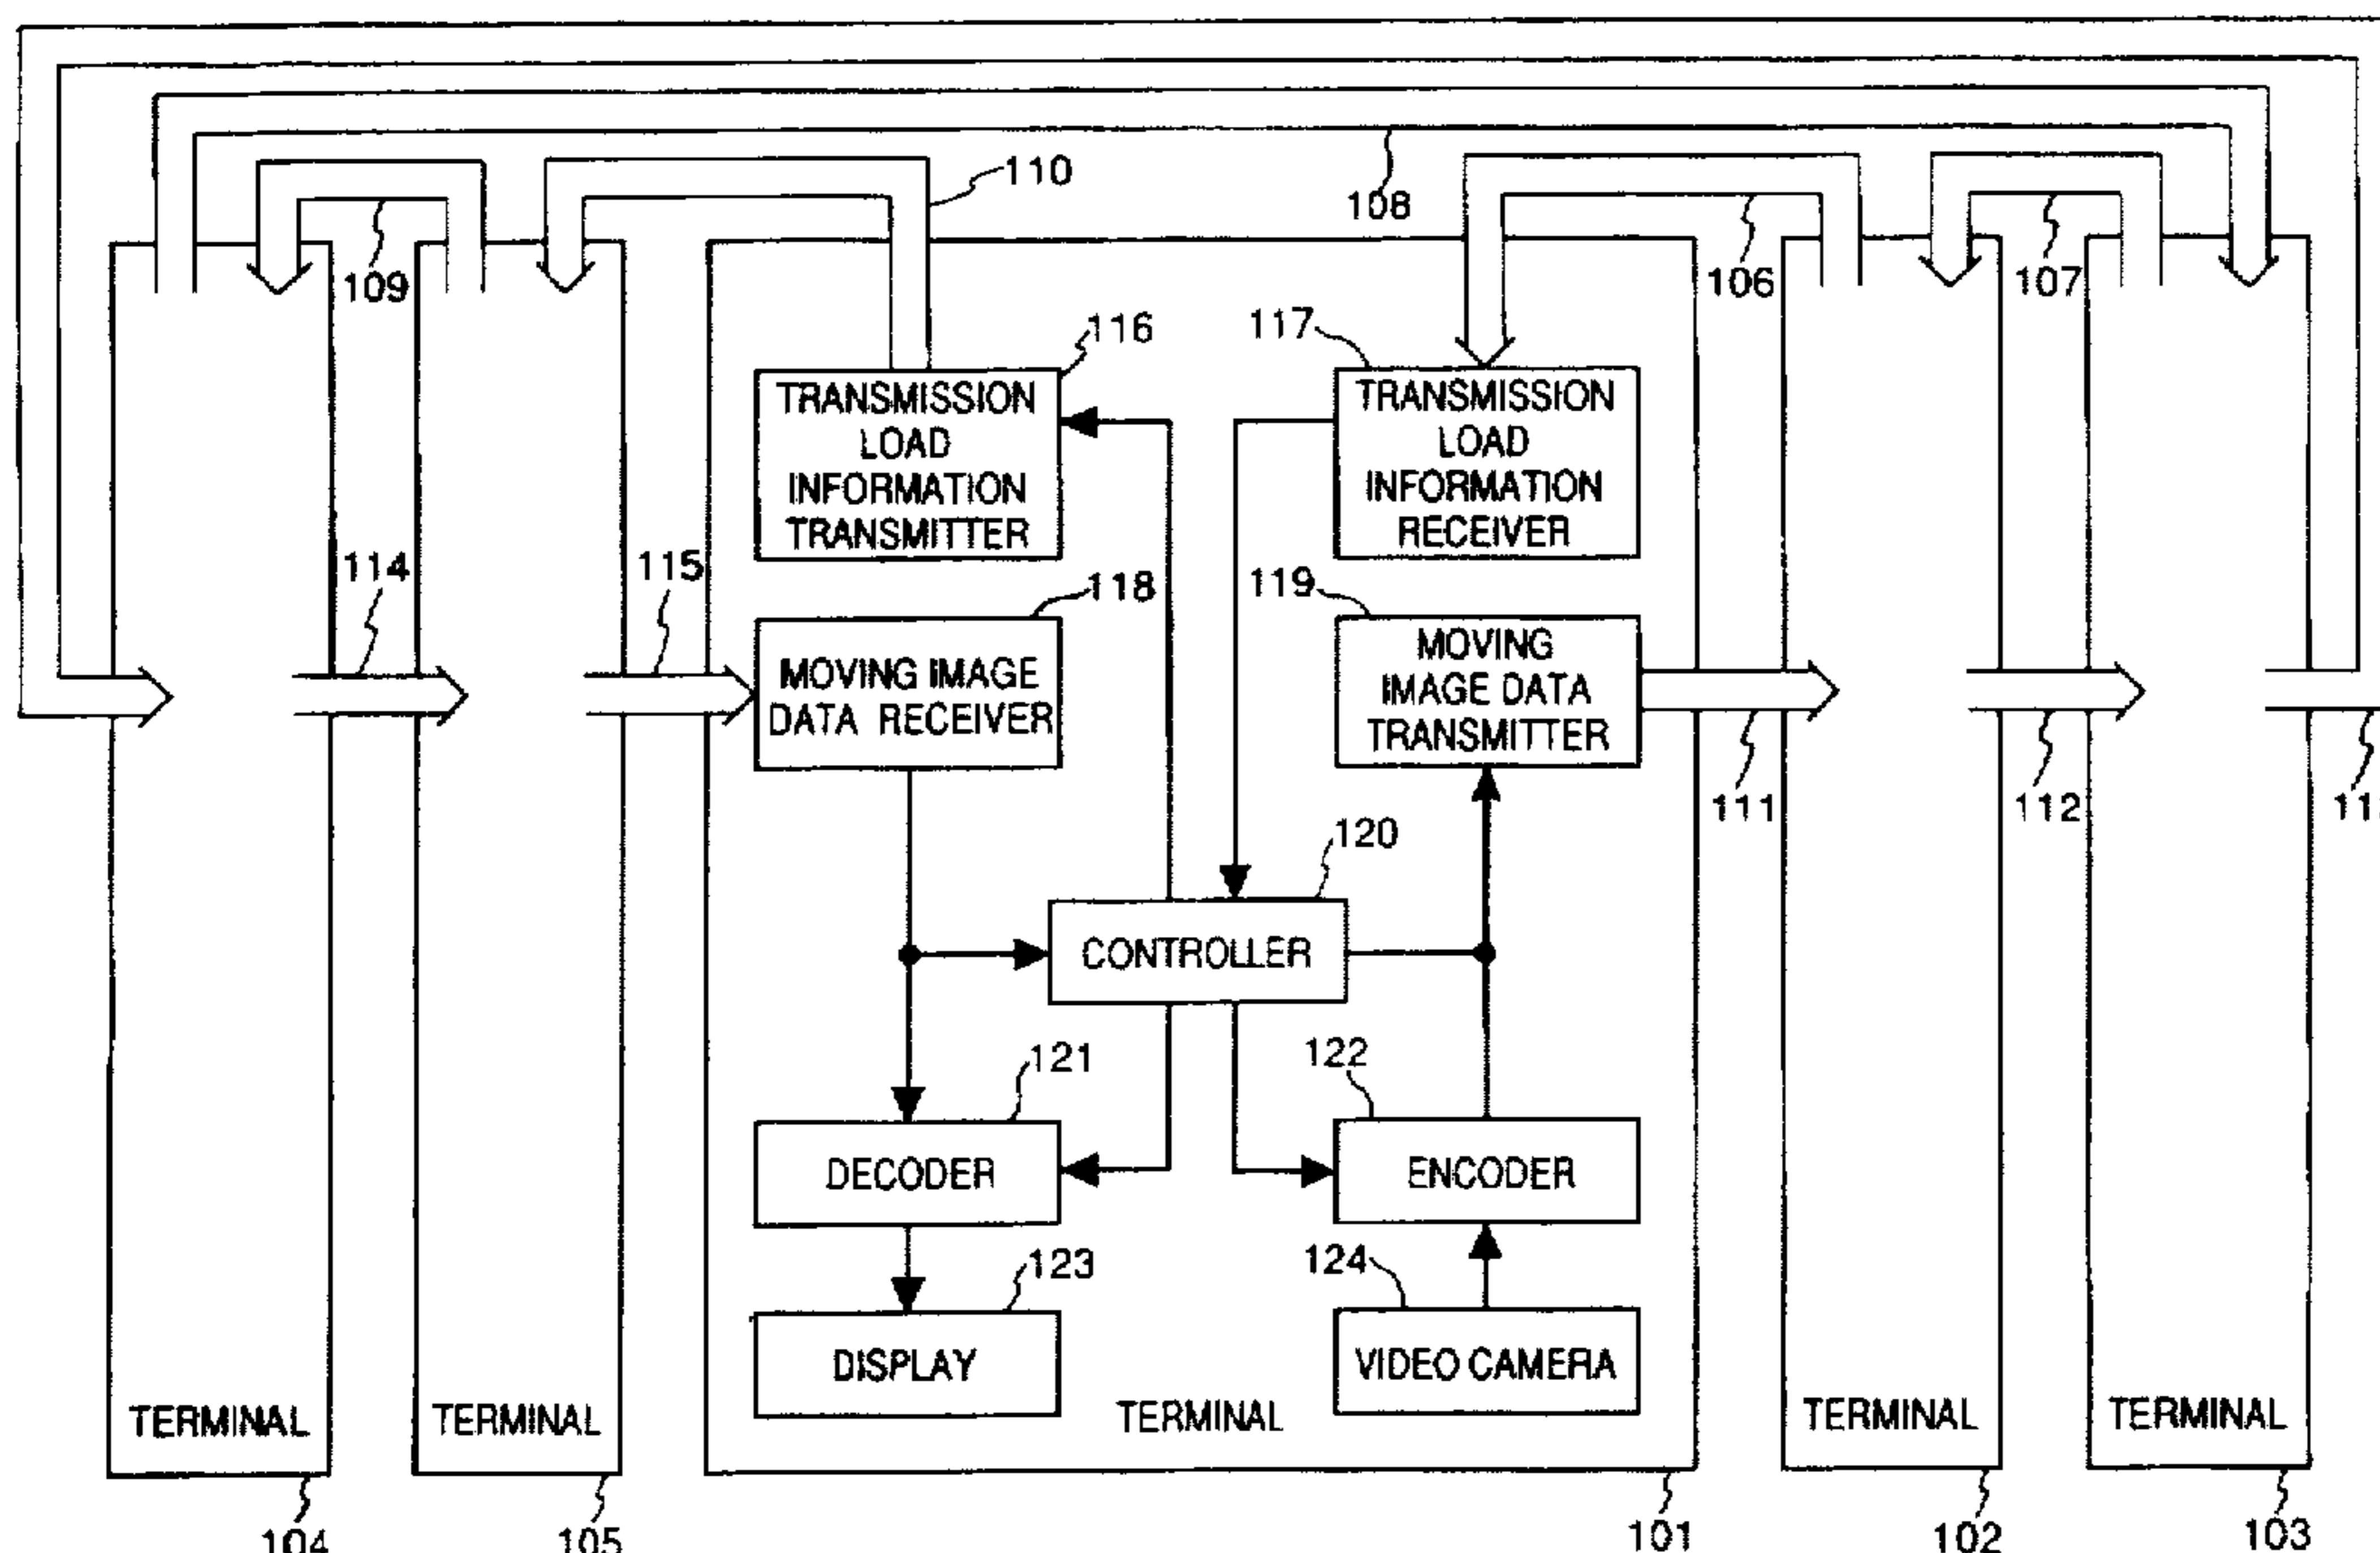 110
108
109
106
107
116
117
TRANSMISSION
LOAD
INFORMATION
TRANSMITTER
TRANSMISSION
LOAD
INFORMATION
RECEIVER
114
115
118
119
MOVING IMAGE
DATA RECEIVER
MOVING
IMAGE DATA
TRANSMITTER
111
112
120
CONTROLLER
121
122
DECODER
ENCODER
123
124
DISPLAY
VIDEO CAMERA
TERMINAL
TERMINAL
TERMINAL
TERMINAL
TERMINAL
104
105
101
102
103